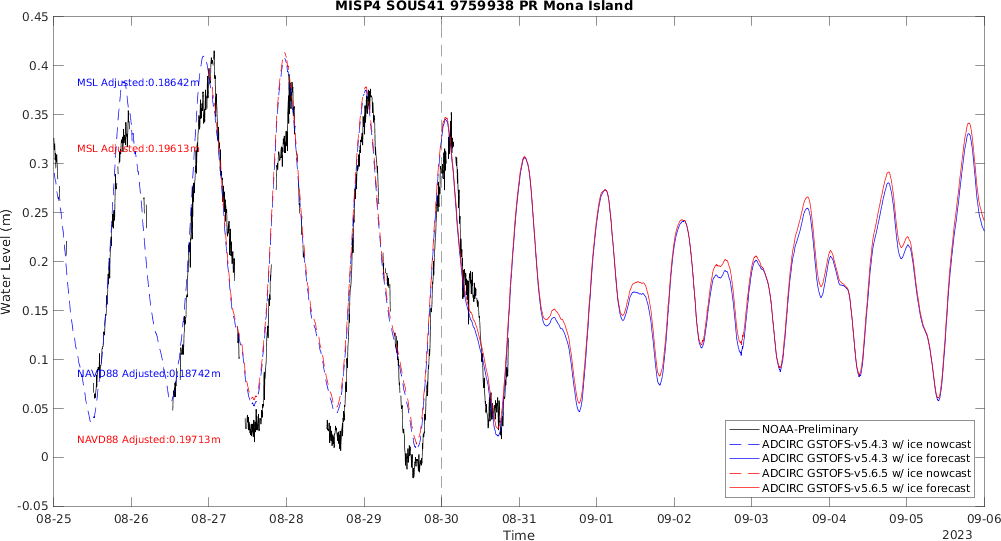 MISP4 SOUS41 9759938 PR Mona Island
0.45
0.4
0.35
0.3
0.25
0.2
0.15
0.1
0.05
0
-0.05
Water Level (m)
MSL Adjusted:0.18642m
MSL Adjusted:0.19613m
NAVD88 Adjusted:0.18742m
NAVD88 Adjusted:0.19713m
NOAA-Preliminary
ADCIRC GSTOFS-v5.4.3 w/ ice nowcast
ADCIRC GSTOFS-v5.4.3 w/ ice forecast
ADCIRC GSTOFS-v5.6.5 w/ ice nowcast
ADCIRC GSTOFS-v5.6.5 w/ ice forecast
08-25 08-26 08-27 08-28 08-29 08-30 08-31 09-01 09-02 09-03 09-04 09-05 09-06
Time
2023